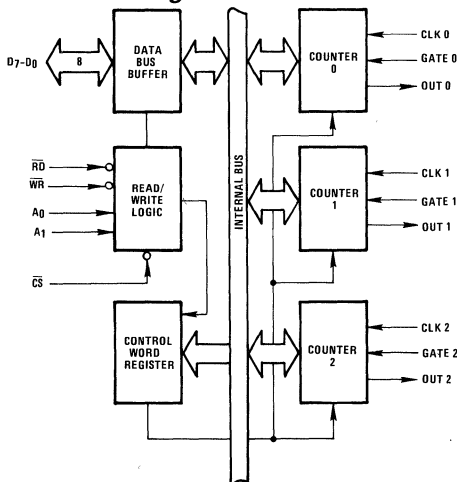 D7-D0
8
DATA
BUS
BUFFER
RD
WR
A0
A1
CS
READ/
WRITE
LOGIC
CONTROL
WORD
REGISTER
INTERNAL BUS
COUNTER
0
CLK 0
GATE 0
OUT 0
COUNTER
1
CLK 1
GATE 1
OUT 1
COUNTER
2
CLK 2
GATE 2
OUT 2